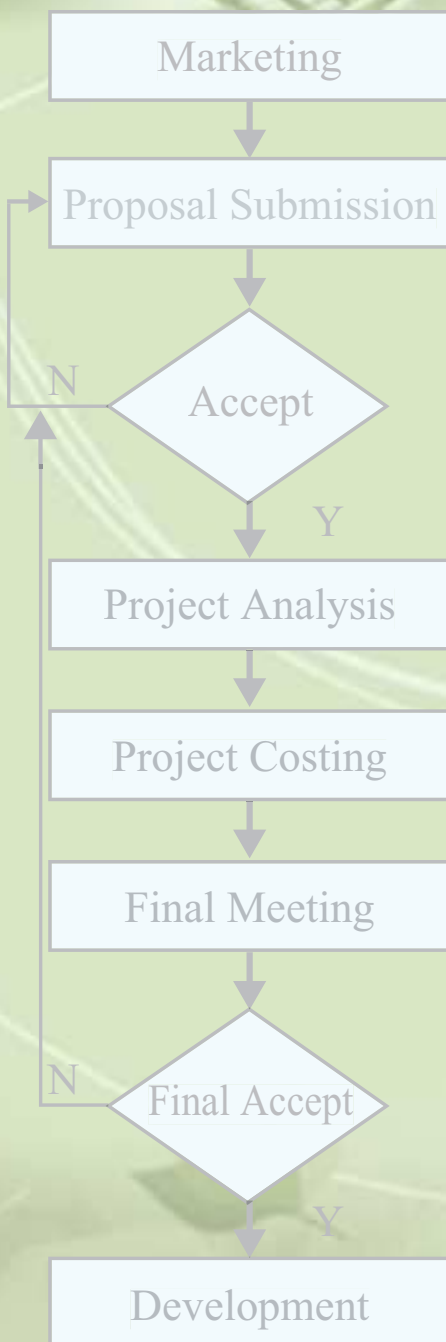 Marketing
Proposal Submission
N
Accept
Y
Project Analysis
Project Costing
Final Meeting
N
Final Accept
Y
Development